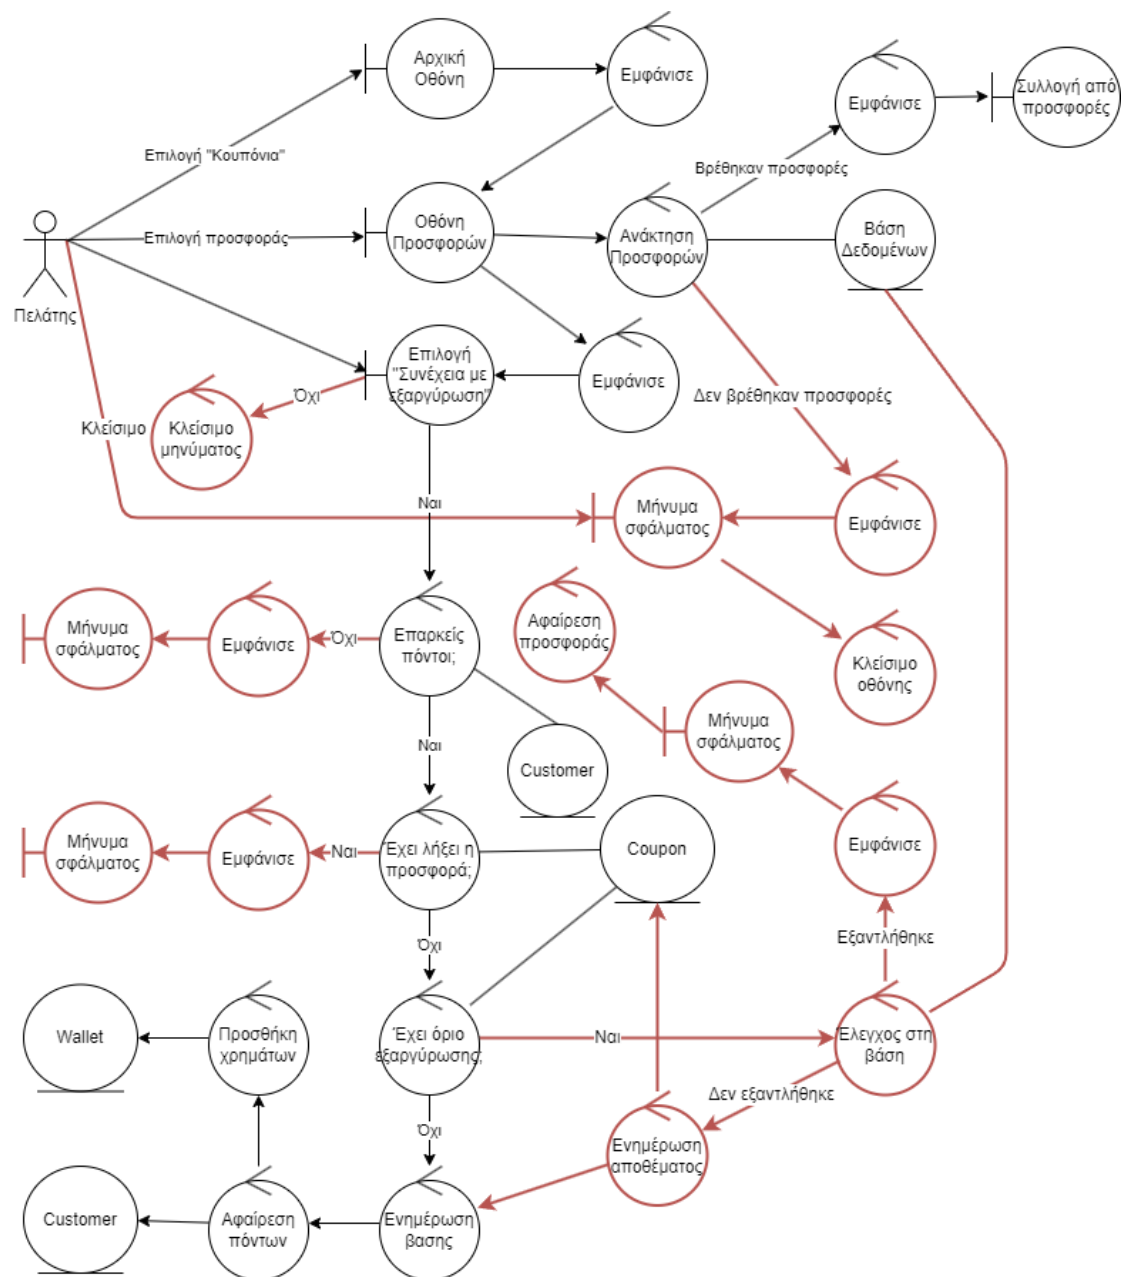 Αρχική
Οθόνη
Εμφάνισε
Εμφάνισε
Συλλογή από
προσφορές
Επιλογή "Κουπόνια"
Βρέθηκαν προσφορές
Επιλογή προσφοράς
Οθόνη
Προσφορών
Ανάκτηση
Προσφορών
Βάση
Δεδομένων
Πελάτης
Επιλογή
"Συνέχεια με
εξαργύρωση"
Εμφάνισε
Όχι
Δεν βρέθηκαν προσφορές
Κλείσιμο
Κλείσιμο
μηνύματος
Ναι
Μήνυμα
σφάλματος
Εμφάνισε
Μήνυμα
σφάλματος
Εμφάνισε
Όχι
Επαρκείς
πόντοι;
Αφαίρεση
προσφοράς
Κλείσιμο
οθόνης
Μήνυμα
σφάλματος
Ναι
Customer
Μήνυμα
σφάλματος
Εμφάνισε
Ναι
Έχει λήξει η
προσφορά;
Coupon
Εμφάνισε
Όχι
Εξαντλήθηκε
Wallet
Προσθήκη
χρημάτων
Έχει όριο
εξαργύρωσης;
Ναι
Έλεγχος στη
βάση
Δεν εξαντλήθηκε
Όχι
Ενημέρωση
αποθέματος
Customer
Αφαίρεση
πόντων
Ενημέρωση
βασης